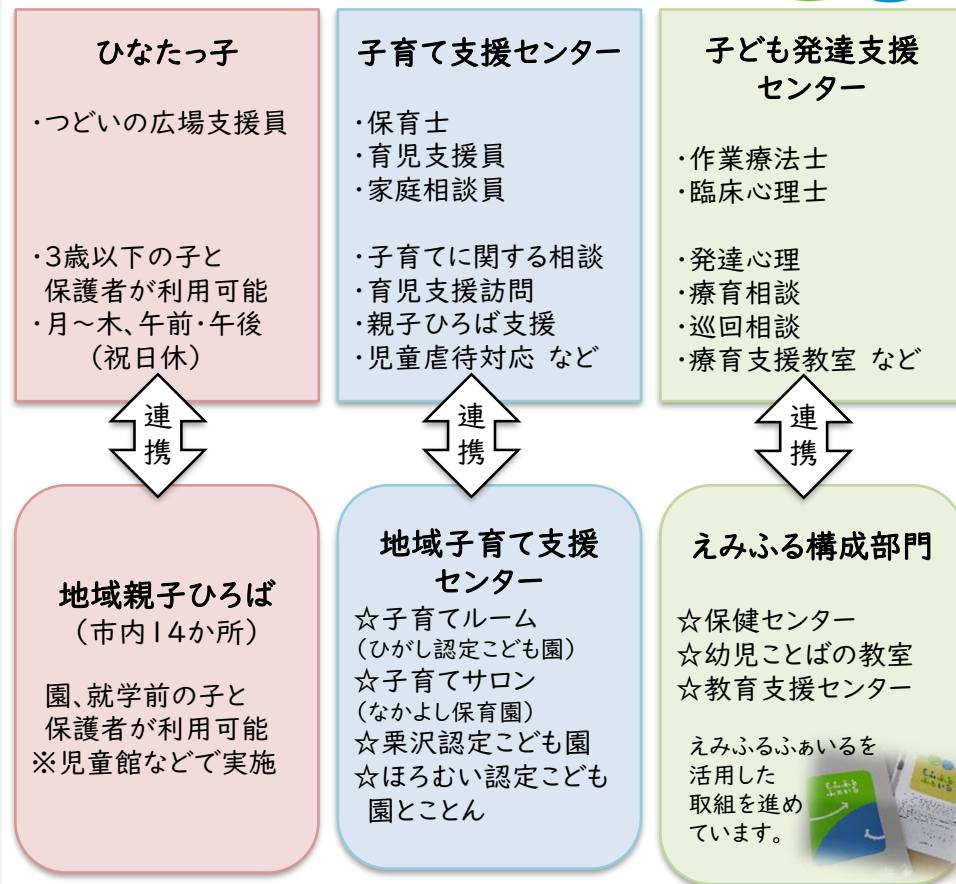 ひなたっ子
・つどいの広場支援員
・3歳以下の子と
保護者が利用可能
・月～木、午前・午後
（祝日休）
子育て支援センター
・保育士
・育児支援員
・家庭相談員
・子育てに関する相談
・育児支援訪問
・親子ひろば支援
・児童虐待対応 など
子ども発達支援
センター
・作業療法士
・臨床心理士
・発達心理
・療育相談
・巡回相談
・療育支援教室 など
連
携
連
携
連
携
地域親子ひろば
（市内14か所）
園、就学前の子と
保護者が利用可能
※児童館などで実施
地域子育て支援
センター
☆子育てルーム
（ひがし認定こども園）
☆子育てサロン
（なかよし保育園）
☆栗沢認定こども園
☆ほろむい認定こども
園とことん
えみふる構成部門
☆保健センター
☆幼児ことばの教室
☆教育支援センター
えみふるふぁいるを
活用した
取組を進め
ています。
えみふる
ふぁいる